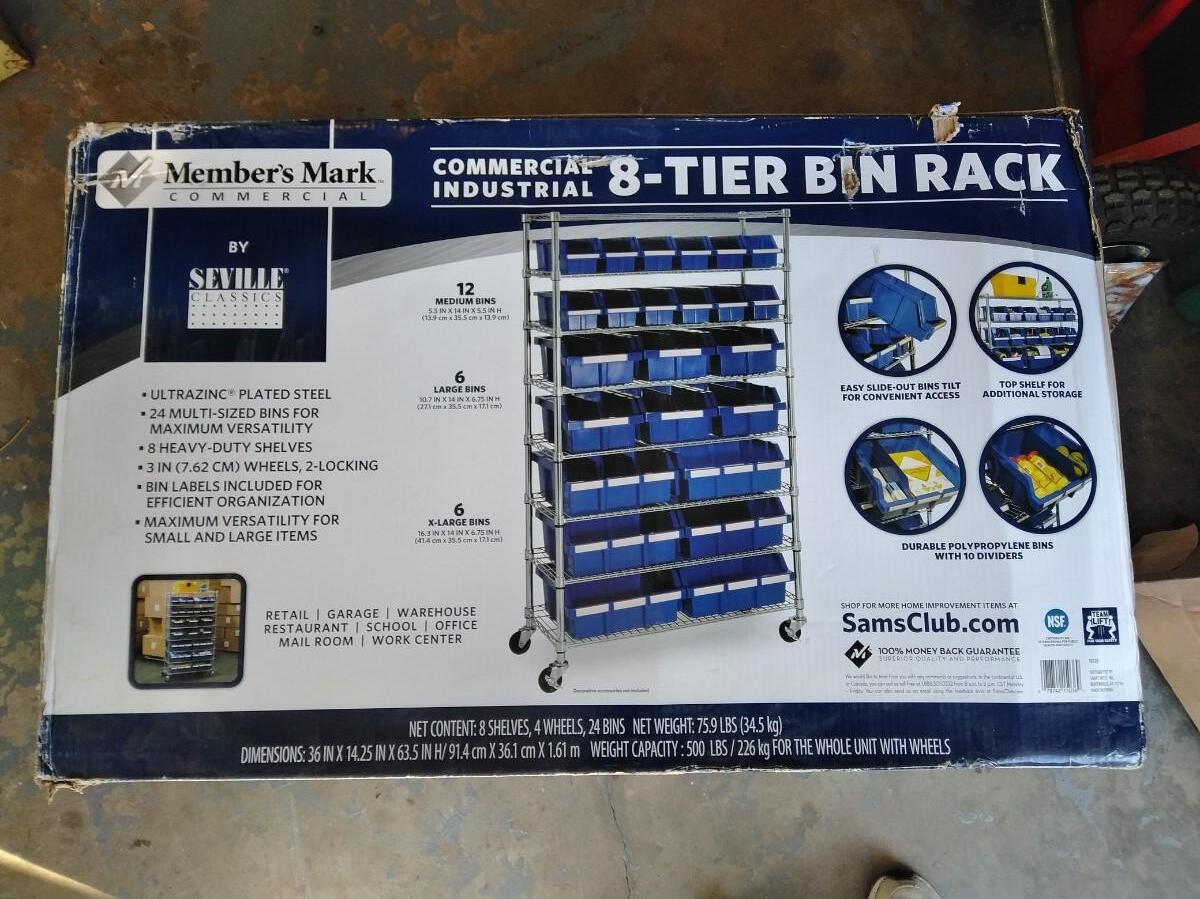 Member's Mark
COMMERCIAL
BY
SEVILLE®
CLASSICS
COMMERCIAL
INDUSTRIAL
8-TIER BIN RACK
• ULTRAZINC® PLATED STEEL
• 24 MULTI-SIZED BINS FOR
MAXIMUM VERSATILITY
• 8 HEAVY-DUTY SHELVES
• 3 IN (7.62 CM) WHEELS, 2-LOCKING
• BIN LABELS INCLUDED FOR
EFFICIENT ORGANIZATION
• MAXIMUM VERSATILITY FOR
SMALL AND LARGE ITEMS
12
MEDIUM BINS
5.5 IN X 14 IN X 5.5 IN H
(13.9 cm x 35.5 cm x 13.9 cm)
6
LARGE BINS
10.7 IN X 14 IN X 6.75 IN H
(27.1 cm x 35.5 cm x 17.1 cm)
6
X-LARGE BINS
16.3 IN X 14 IN X 6.75 IN H
(41.4 cm x 35.5 cm x 17.1 cm)
EASY SLIDE-OUT BINS TILT
FOR CONVENIENT ACCESS
TOP SHELF FOR
ADDITIONAL STORAGE
DURABLE POLYPROPYLENE BINS
WITH 10 DIVIDERS
RETAIL | GARAGE | WAREHOUSE
RESTAURANT | SCHOOL | OFFICE
MAIL ROOM | WORK CENTER
Decorative accessories not included
SHOP FOR MORE HOME IMPROVEMENT ITEMS AT
SamsClub.com
100% MONEY BACK GUARANTEE
SUPERIOR QUALITY AND PERFORMANCE
NSF
TEAM
LIFT!
NET CONTENT: 8 SHELVES, 4 WHEELS, 24 BINS NET WEIGHT: 75.9 LBS (34.5 kg)
DIMENSIONS: 36 IN X 14.25 IN X 63.5 IN H/ 91.4 cm X 36.1 cm X 1.61 m WEIGHT CAPACITY : 500 LBS / 226 kg FOR THE WHOLE UNIT WITH WHEELS